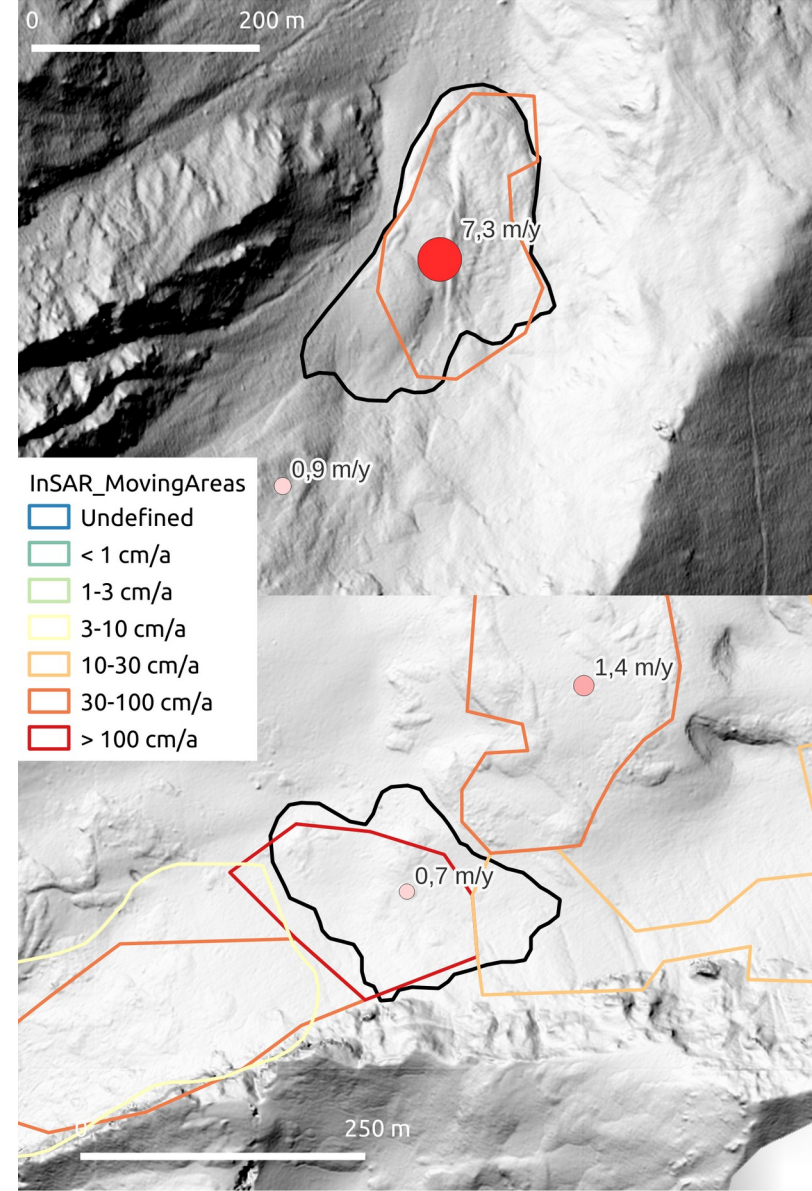 0 200 m
7,3 m/y
0,9 m/y
InSAR_MovingAreas
Undefined
< 1 cm/a
1-3 cm/a
3-10 cm/a
10-30 cm/a
30-100 cm/a
> 100 cm/a
1,4 m/y
0,7 m/y
0 250 m